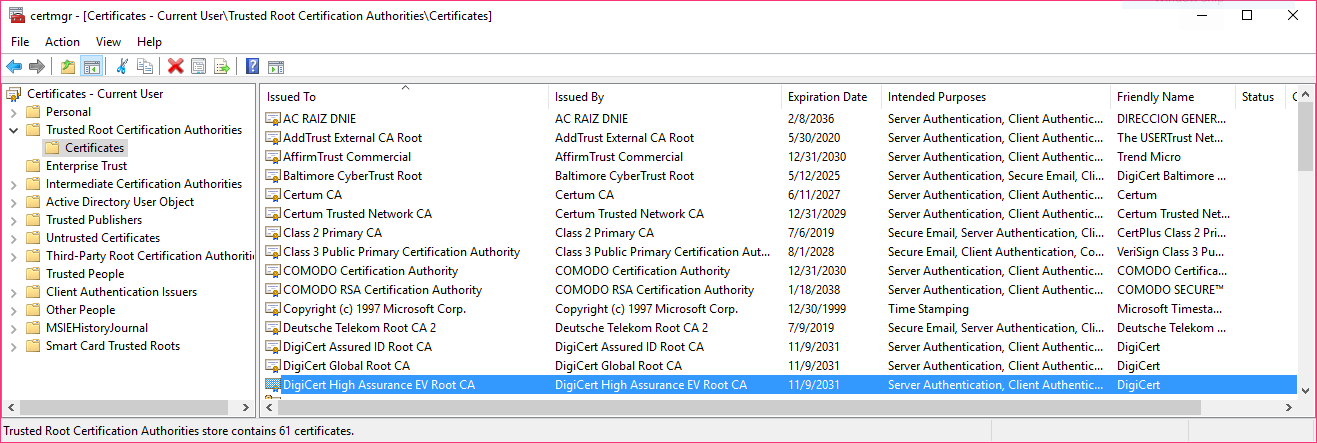 certmgr - [Certificates - Current User\Trusted Root Certification Authorities\Certificates]
File Action View Help
Certificates - Current User
Personal
Trusted Root Certification Authorities
Certificates
Enterprise Trust
Intermediate Certification Authorities
Active Directory User Object
Trusted Publishers
Untrusted Certificates
Third-Party Root Certification Authoriti
Trusted People
Client Authentication Issuers
Other People
MSIEHistoryJournal
Smart Card Trusted Roots
Issued To Issued By Expiration Date Intended Purposes Friendly Name Status C
AC RAIZ DNIE AC RAIZ DNIE 2/8/2036 Server Authentication, Client Authentic... DIRECCION GENER...
AddTrust External CA Root AddTrust External CA Root 5/30/2020 Server Authentication, Client Authentic... The USERTrust Net...
AffirmTrust Commercial AffirmTrust Commercial 12/31/2030 Server Authentication, Client Authentic... Trend Micro
Baltimore CyberTrust Root Baltimore CyberTrust Root 5/12/2025 Server Authentication, Secure Email, Cli... DigiCert Baltimore ...
Certum CA Certum CA 6/11/2027 Server Authentication, Client Authentic... Certum
Certum Trusted Network CA Certum Trusted Network CA 12/31/2029 Server Authentication, Client Authentic... Certum Trusted Net...
Class 2 Primary CA Class 2 Primary CA 7/6/2019 Secure Email, Server Authentication, Cli... CertPlus Class 2 Pri...
Class 3 Public Primary Certification Authority Class 3 Public Primary Certification Aut... 8/1/2028 Secure Email, Client Authentication, Co... VeriSign Class 3 Pu...
COMODO Certification Authority COMODO Certification Authority 12/31/2030 Server Authentication, Client Authentic... COMODO Certifica...
COMODO RSA Certification Authority COMODO RSA Certification Authority 1/18/2038 Server Authentication, Client Authentic... COMODO SECURE™
Copyright (c) 1997 Microsoft Corp. Copyright (c) 1997 Microsoft Corp. 12/30/1999 Time Stamping Microsoft Timesta...
Deutsche Telekom Root CA 2 Deutsche Telekom Root CA 2 7/9/2019 Secure Email, Server Authentication, Cli... Deutsche Telekom ...
DigiCert Assured ID Root CA DigiCert Assured ID Root CA 11/9/2031 Server Authentication, Client Authentic... DigiCert
DigiCert Global Root CA DigiCert Global Root CA 11/9/2031 Server Authentication, Client Authentic... DigiCert
DigiCert High Assurance EV Root CA DigiCert High Assurance EV Root CA 11/9/2031 Server Authentication, Client Authentic... DigiCert
Trusted Root Certification Authorities store contains 61 certificates.